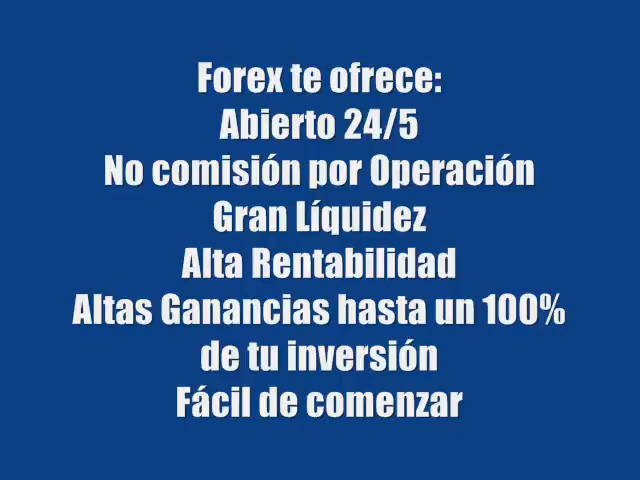 Forex te ofrece:
Abierto 24/5
No comisión por Operación
Gran Líquidez
Alta Rentabilidad
Altas Ganancias hasta un 100%
de tu inversión
Fácil de comenzar